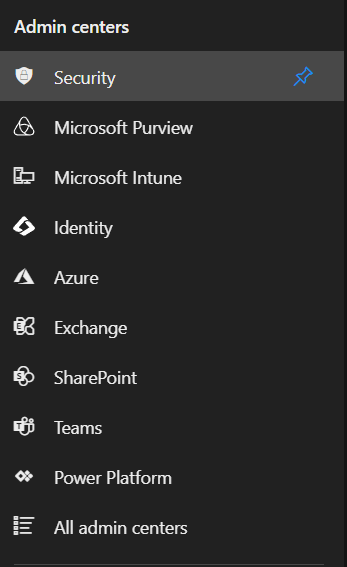 Admin centers
Security
Microsoft Purview
Microsoft Intune
Identity
Azure
Exchange
SharePoint
Teams
Power Platform
All admin centers